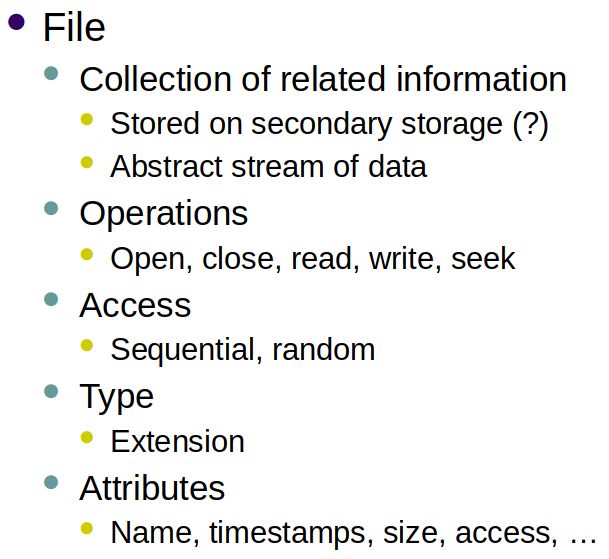 File
Collection of related information
Stored on secondary storage (?)
Abstract stream of data
Operations
Open, close, read, write, seek
Access
Sequential, random
Type
Extension
Attributes
Name, timestamps, size, access, …